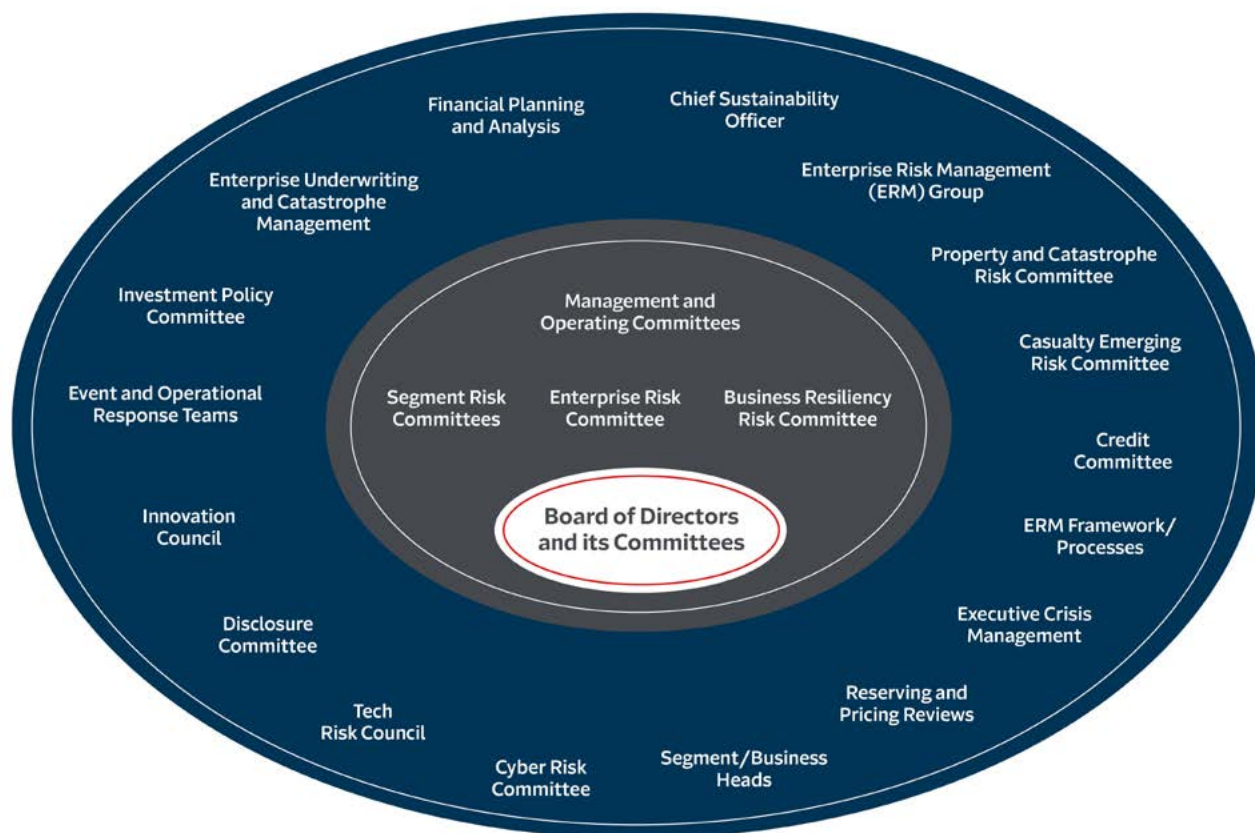 Financial Planning
and Analysis
Chief Sustainability
Officer
Enterprise Underwriting
and Catastrophe
Management
Enterprise Risk Management
(ERM) Group
Property and Catastrophe
Risk Committee
Investment Policy
Committee
Management and
Operating Committees
Casualty Emerging
Risk Committee
Event and Operational
Response Teams
Segment Risk
Committees
Enterprise Risk
Committee
Business Resiliency
Risk Committee
Credit
Committee
Innovation
Council
Board of Directors
and its Committees
ERM Framework/
Processes
Disclosure
Committee
Executive Crisis
Management
Tech
Risk Council
Reserving and
Pricing Reviews
Cyber Risk
Committee
Segment/Business
Heads